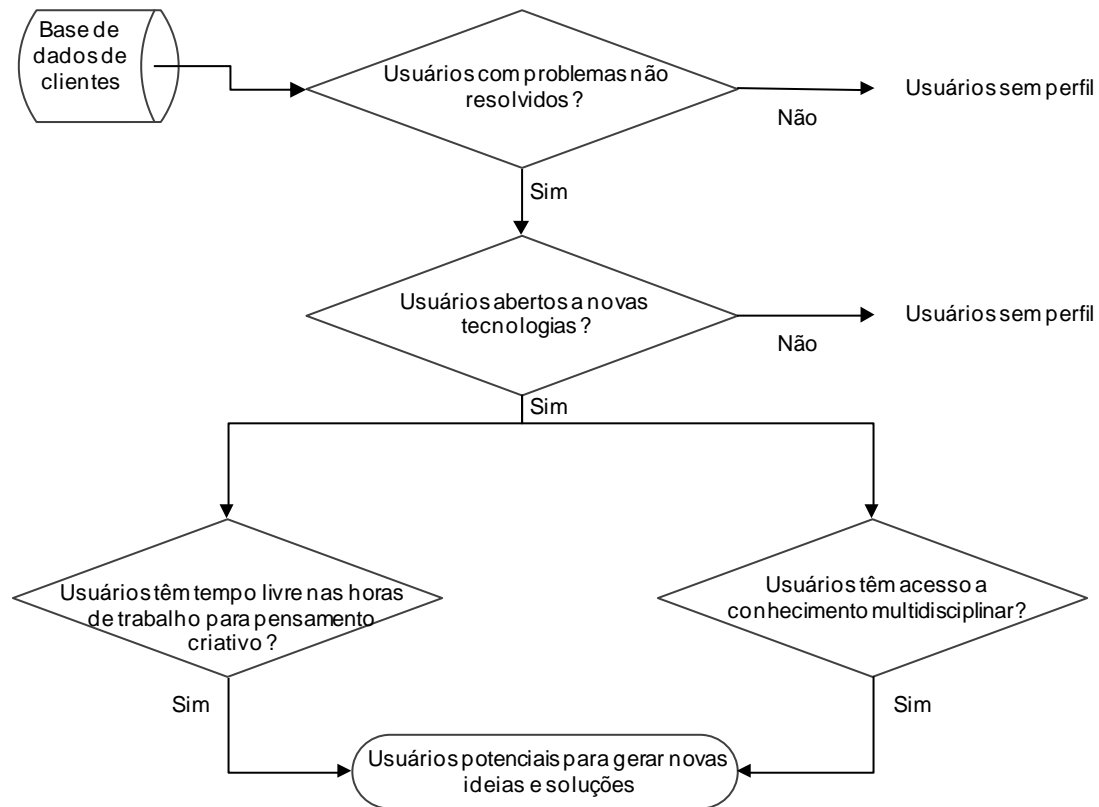 Base de
dados de
clientes
Usuários com problemas não
resolvidos ?
Não
Usuários sem perfil
Sim
Usuários abertos a novas
tecnologias ?
Não
Usuários sem perfil
Sim
Usuários têm tempo livre nas horas
de trabalho para pensamento
criativo ?
Usuários têm acesso a
conhecimento multidisciplinar?
Sim
Sim
Usuários potenciais para gerar novas
ideias e soluções